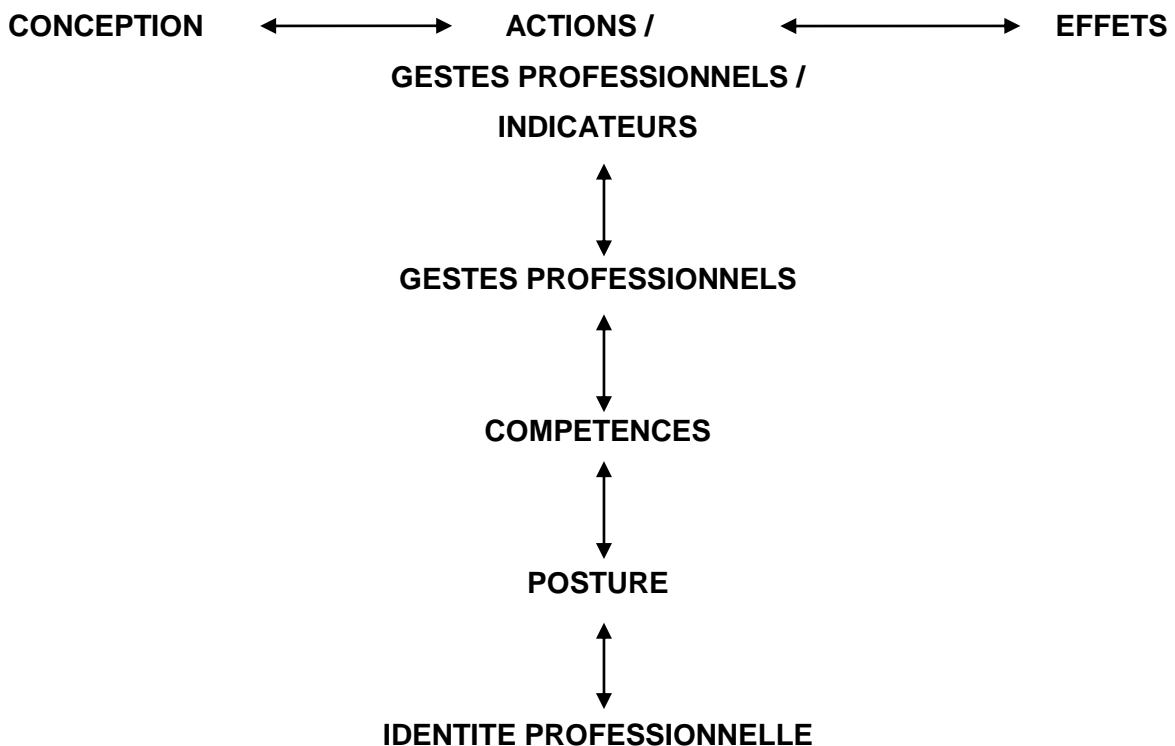 CONCEPTION ACTIONS / EFFETS
GESTES PROFESSIONNELS /
INDICATEURS
GESTES PROFESSIONNELS
COMPETENCES
POSTURE
IDENTITE PROFESSIONNELLE